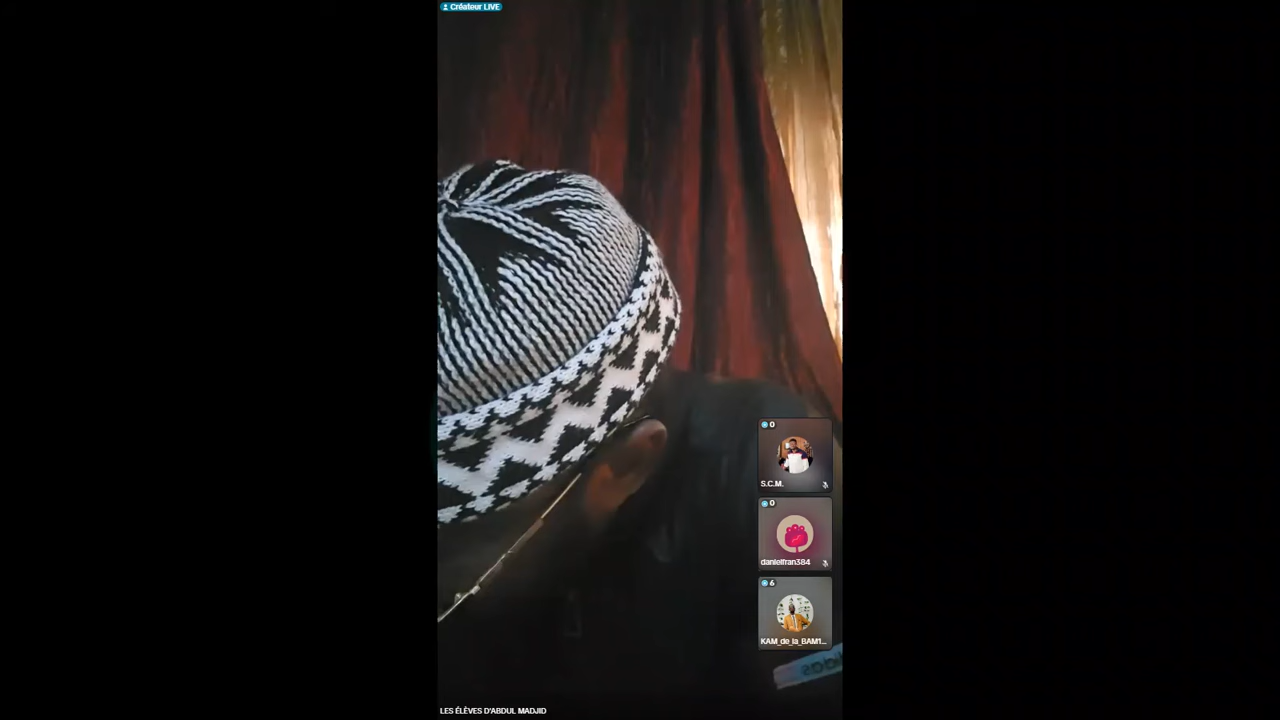 Créateur LIVE
0
S.C.M.
0
danielfran384
6
KAM_de_la_BAM1...
LES ÉLÈVES D'ABDUL MADJID